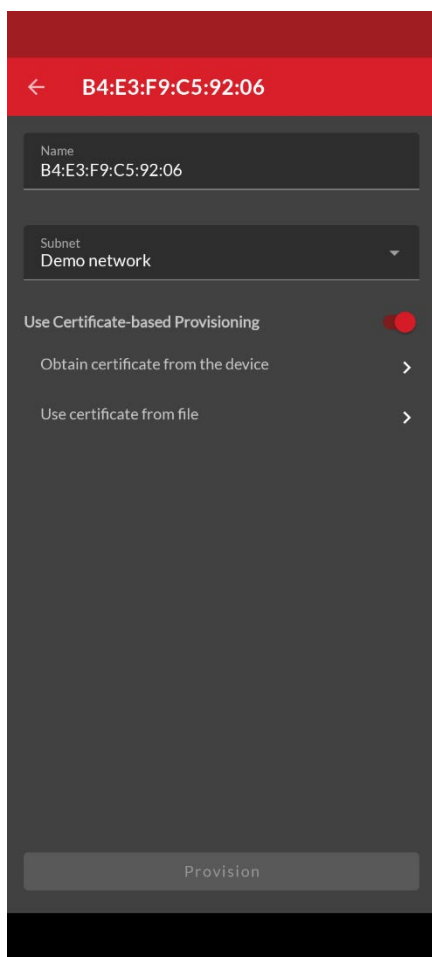 B4:E3:F9:C5:92:06
Name
B4:E3:F9:C5:92:06
Subnet
Demo network
Use Certificate-based Provisioning
Obtain certificate from the device
Use certificate from file
Provision